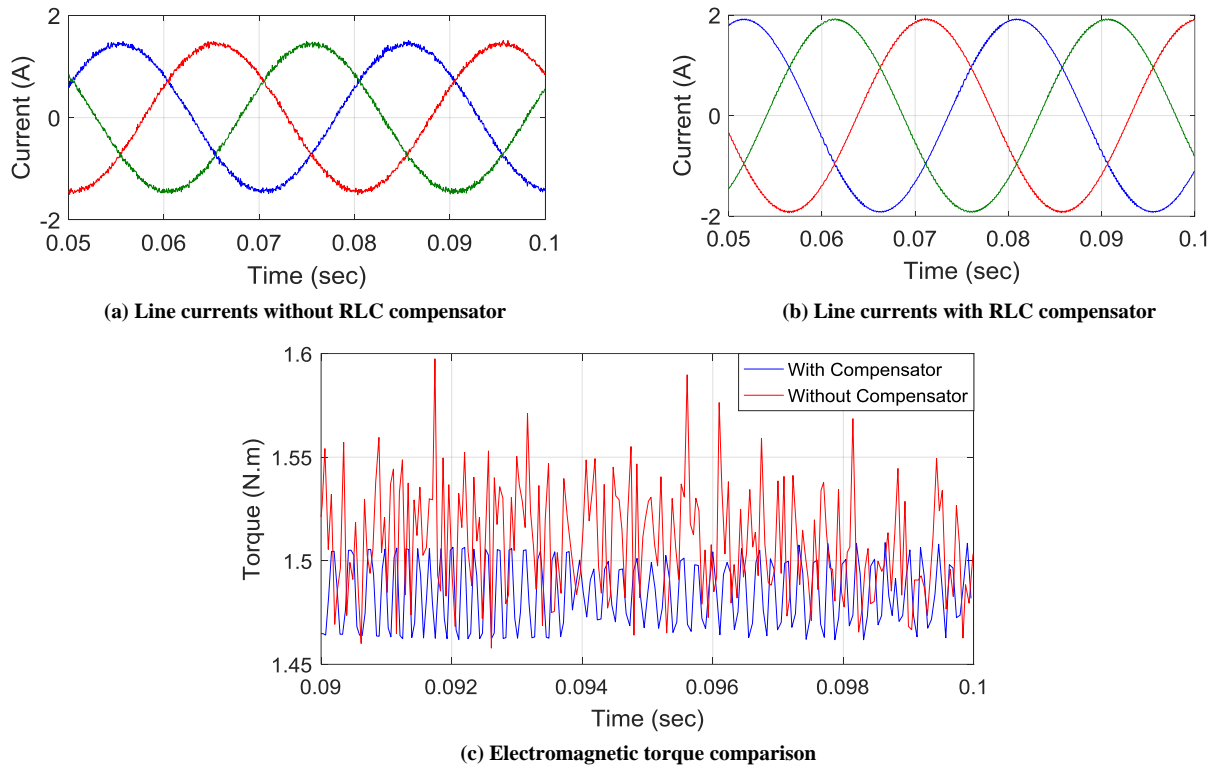 2
0
-2
Current (A)
0.05 0.06 0.07 0.08 0.09 0.1
Time (sec)
(a) Line currents without RLC compensator
2
0
-2
Current (A)
0.05 0.06 0.07 0.08 0.09 0.1
Time (sec)
(b) Line currents with RLC compensator
1.6
1.55
1.5
1.45
Torque (N.m)
With Compensator
Without Compensator
0.09 0.092 0.094 0.096 0.098 0.1
Time (sec)
(c) Electromagnetic torque comparison